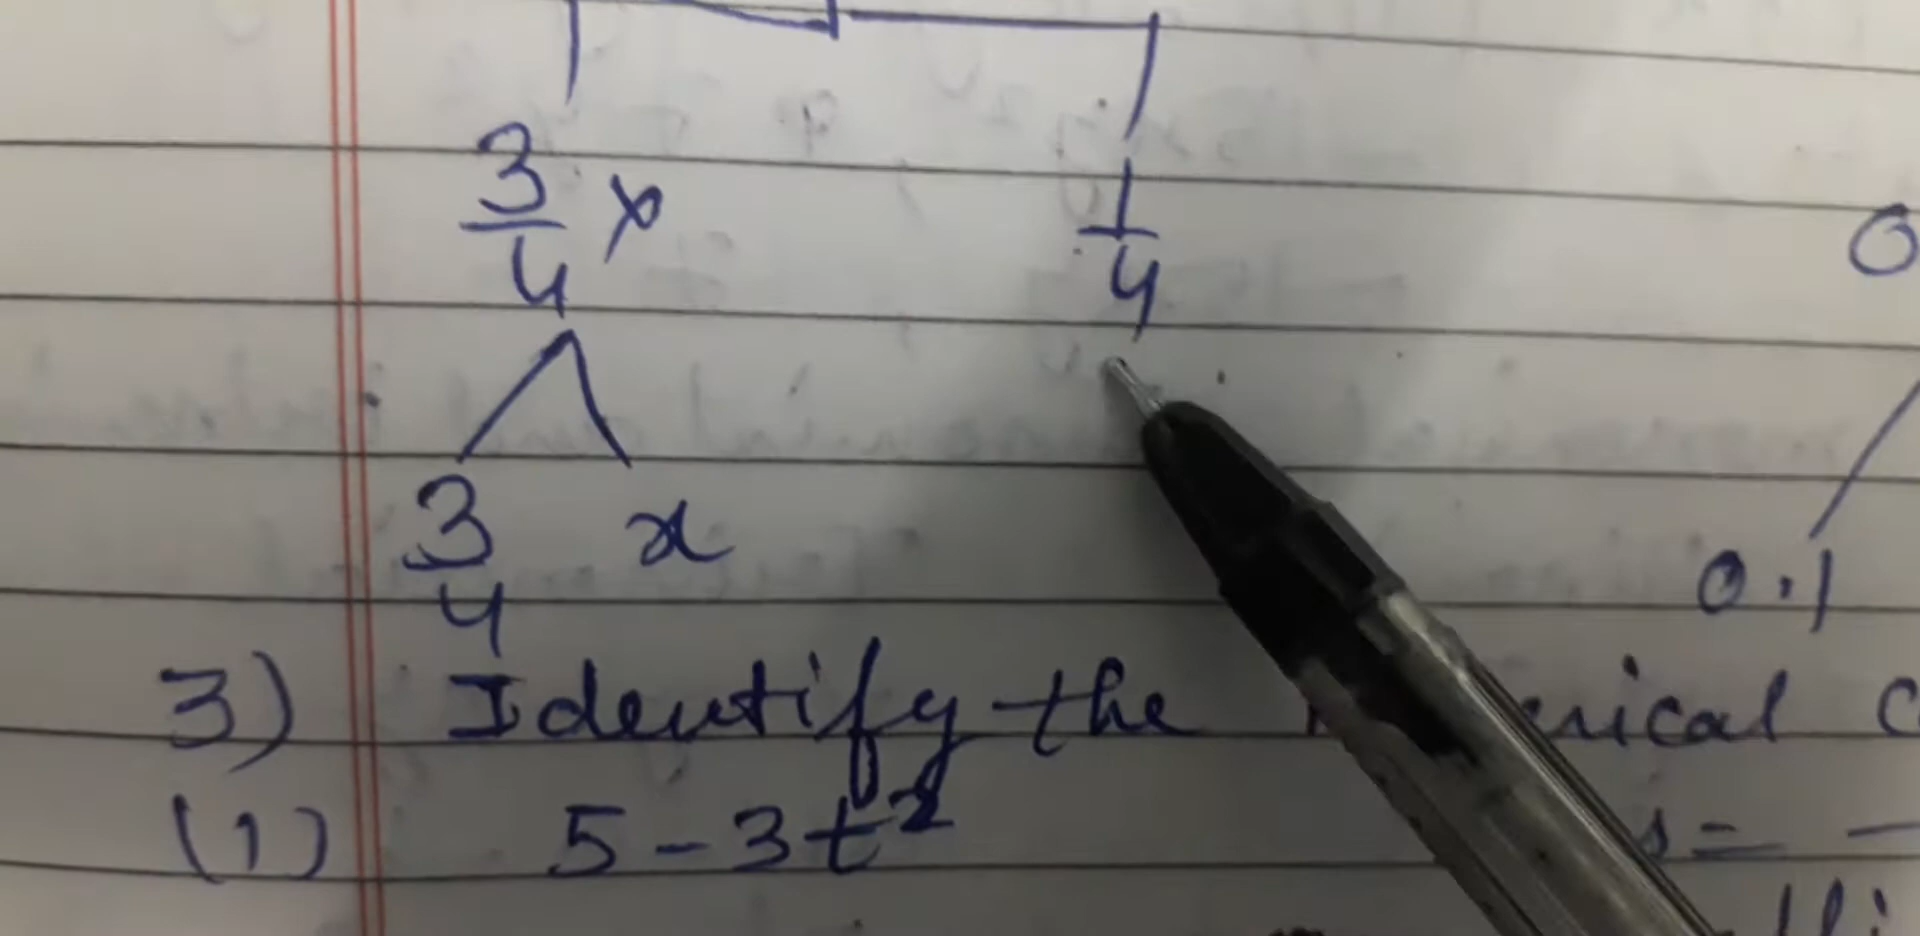 3/4 x 1/4
3/4 x 0.1
3) Identify the
(1) 5-3t²